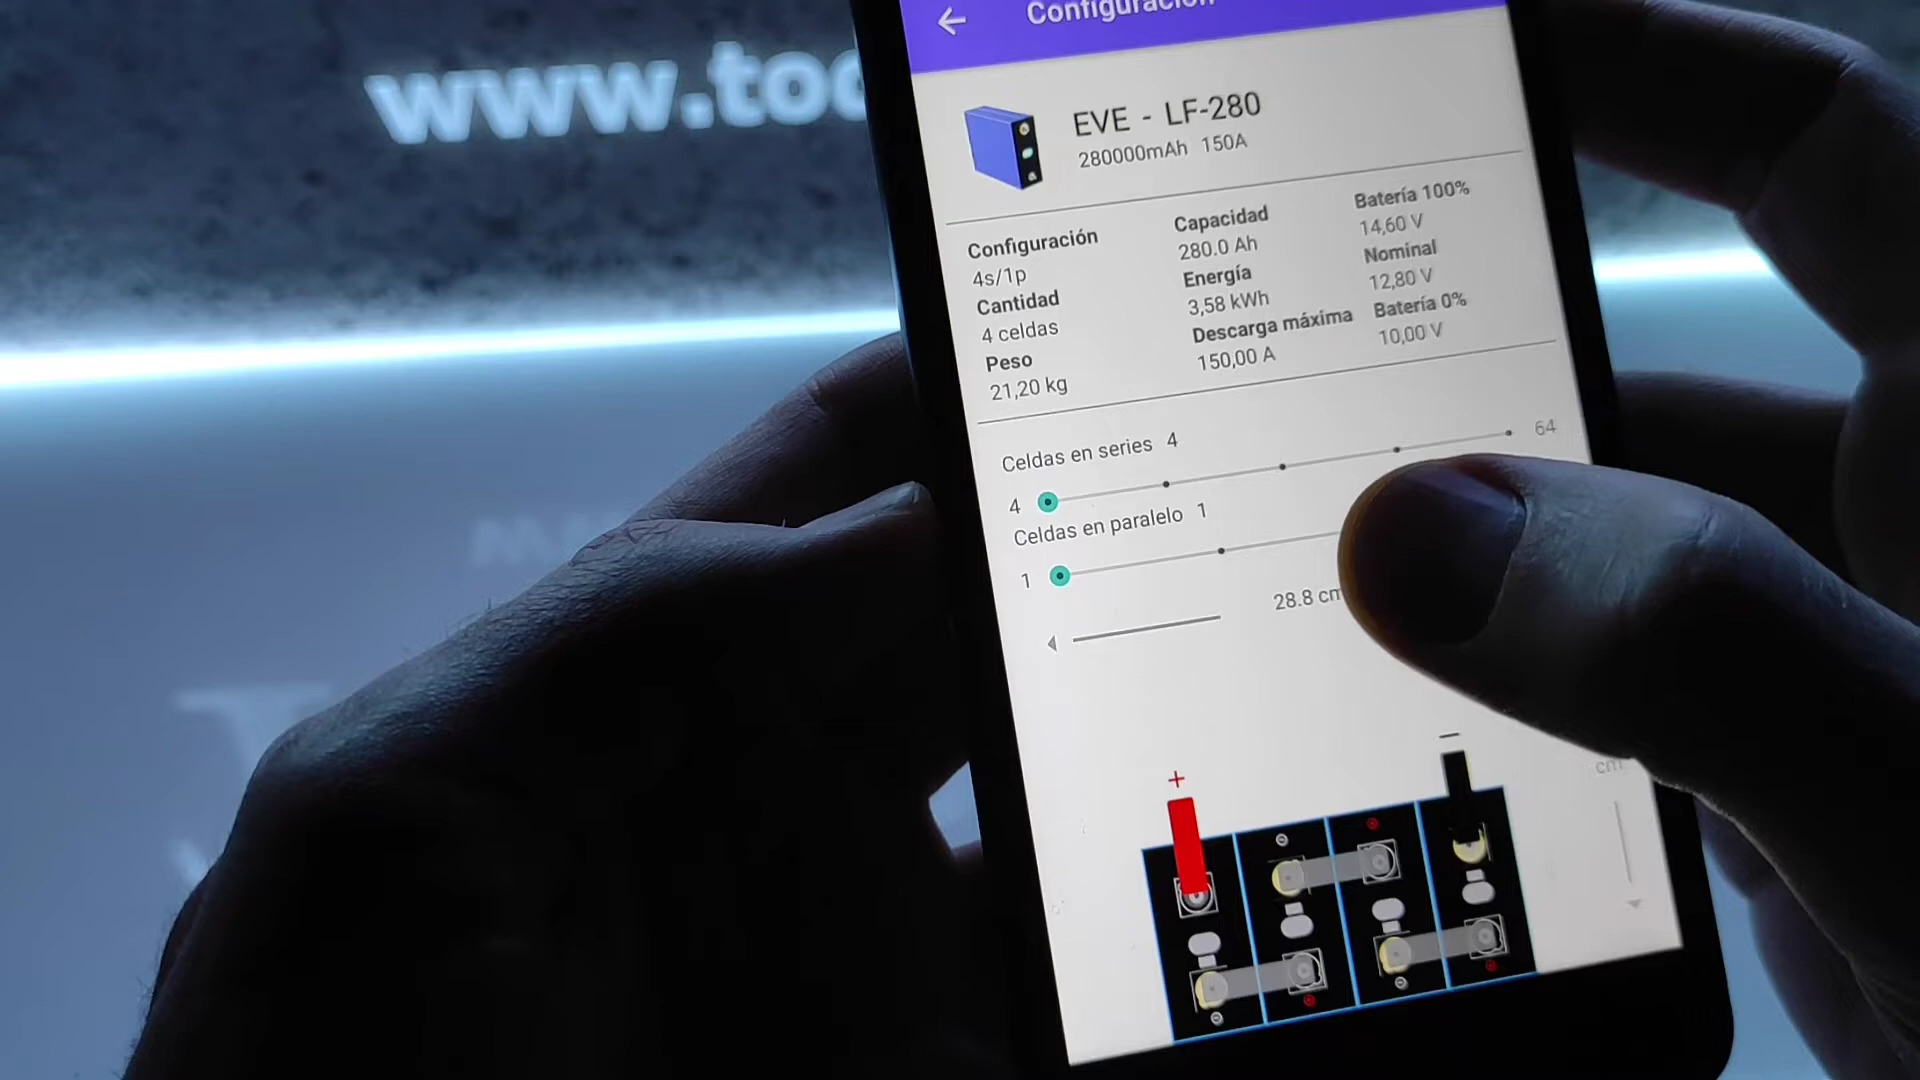 Configuración
www.too
EVE - LF-280
280000mAh 150A
Configuración
4s/1p
Cantidad
4 celdas
Peso
21,20 kg
Capacidad
280.0 Ah
Energía
3,58 kWh
Descarga máxima
150,00 A
Batería 100%
14,60 V
Nominal
12,80 V
Batería 0%
10,00 V
Celdas en series 4
4
64
Celdas en paralelo 1
1
28.8 cm
cm
+
−